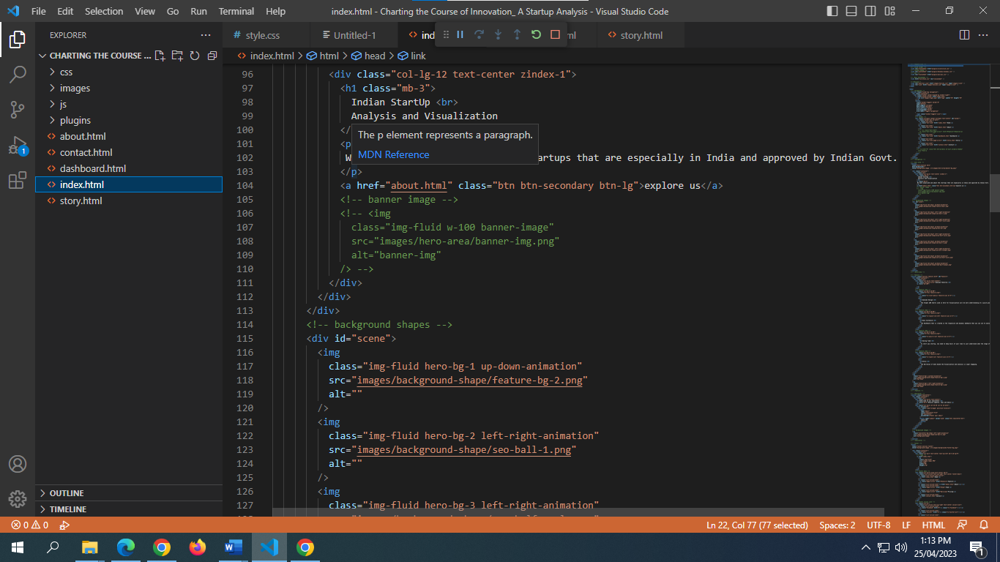 File Edit Selection View Go Run Terminal Help
index.html - Charting the Course of Innovation_ A Startup Analysis - Visual Studio Code
EXPLORER
style.css
Untitled-1
story.html
CHARTING THE COURSE ...
index.html > html > head > link
css
images
js
plugins
about.html
contact.html
dashboard.html
index.html
story.html
OUTLINE
TIMELINE
1
96 <div class="col-lg-12 text-center zindex-1">
97 <h1 class="mb-3">
98 Indian StartUp <br>
99 Analysis and Visualization
100 </
The p element represents a paragraph.
MDN Reference
101 <p
102 W artups that are especially in India and approved by Indian Govt.
103 </p>
104 <a href="about.html" class="btn btn-secondary btn-lg">explore us</a>
105 <!-- banner image -->
106 <!-- <img
107 class="img-fluid w-100 banner-image"
108 src="images/hero-area/banner-img.png"
109 alt="banner-img"
110 /> -->
111 </div>
112 </div>
113 </div>
114 <!-- background shapes -->
115 <div id="scene">
116 <img
117 class="img-fluid hero-bg-1 up-down-animation"
118 src="images/background-shape/feature-bg-2.png"
119 alt=""
120 />
121 <img
122 class="img-fluid hero-bg-2 left-right-animation"
123 src="images/background-shape/seo-ball-1.png"
124 alt=""
125 />
126 <img
127 class="img-fluid hero-bg-3 left-right-animation"
0 0
Ln 22, Col 77 (77 selected) Spaces: 2 UTF-8 LF HTML
1:13 PM
25/04/2023
1